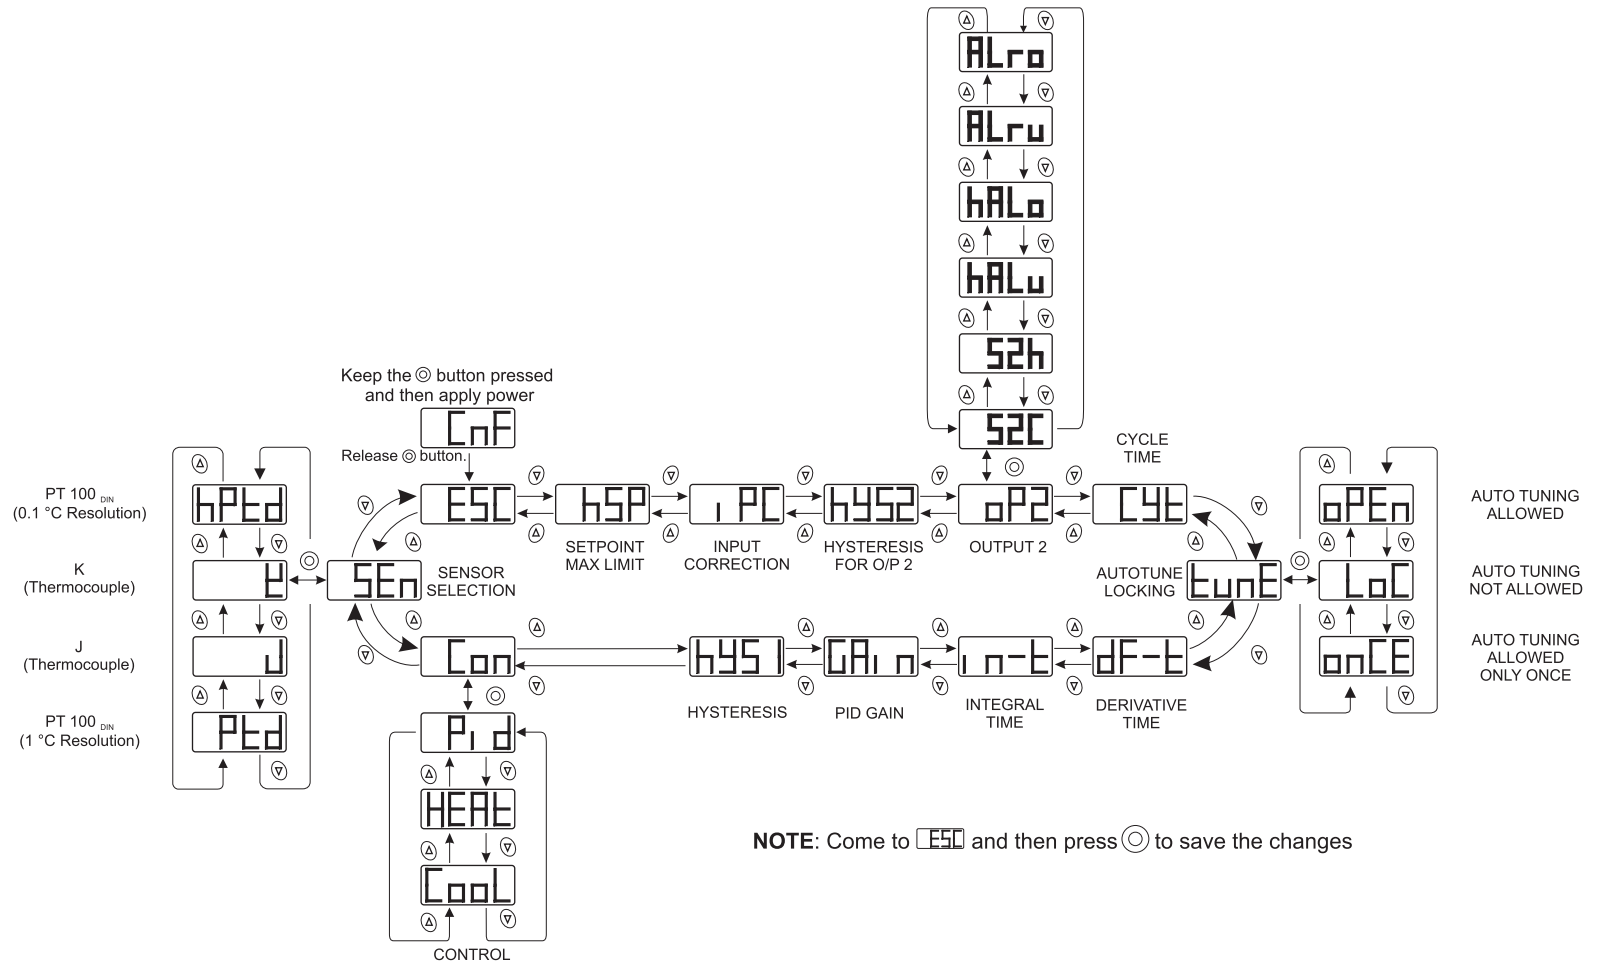 ALro
ALru
hALo
hALu
S2h
S2C
Keep the button pressed
and then apply power
CnF
Release button.
ESC
hSP
iPC
hYS2
oP2
CYt
CYCLE
TIME
SETPOINT
MAX LIMIT
INPUT
CORRECTION
HYSTERESIS
FOR O/P 2
OUTPUT 2
PT 100 DIN
(0.1 °C Resolution)
hPtd
K
(Thermocouple)
J
(Thermocouple)
J
PT 100 DIN
(1 °C Resolution)
Ptd
SEn
SENSOR
SELECTION
AUTOTUNE
LOCKING
tunE
oPEn
AUTO TUNING
ALLOWED
LoC
AUTO TUNING
NOT ALLOWED
onCE
AUTO TUNING
ALLOWED
ONLY ONCE
Con
hYS1
GAin
in-t
dF-t
HYSTERESIS
PID GAIN
INTEGRAL
TIME
DERIVATIVE
TIME
Pid
HEAt
CooL
CONTROL
NOTE: Come to ESC and then press to save the changes